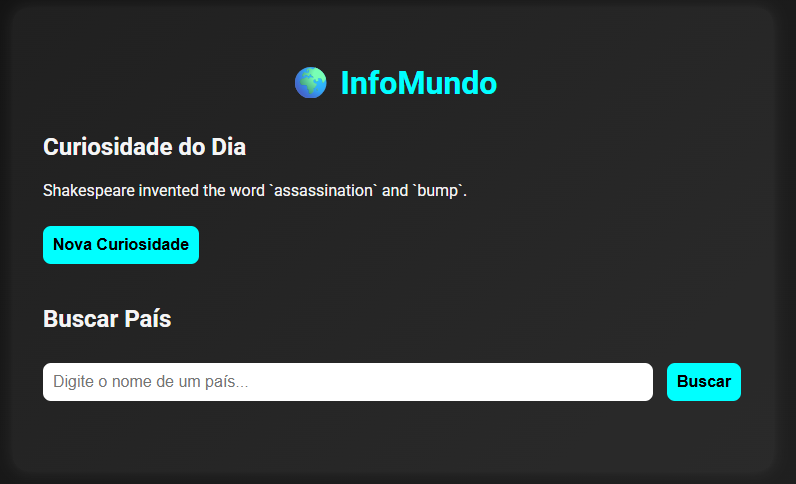 InfoMundo
Curiosidade do Dia
Shakespeare invented the word `assassination` and `bump`.
Nova Curiosidade
Buscar País
Digite o nome de um país...
Buscar